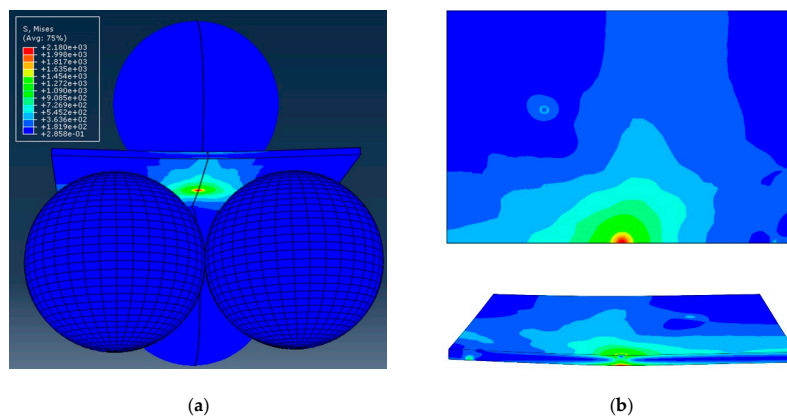 S, Mises
(Avg: 75%)
+2.180e+03
+1.998e+03
+1.817e+03
+1.635e+03
+1.454e+03
+1.272e+03
+1.090e+03
+9.085e+02
+7.269e+02
+5.452e+02
+3.636e+02
+1.819e+02
+2.858e-01
(a)
(b)